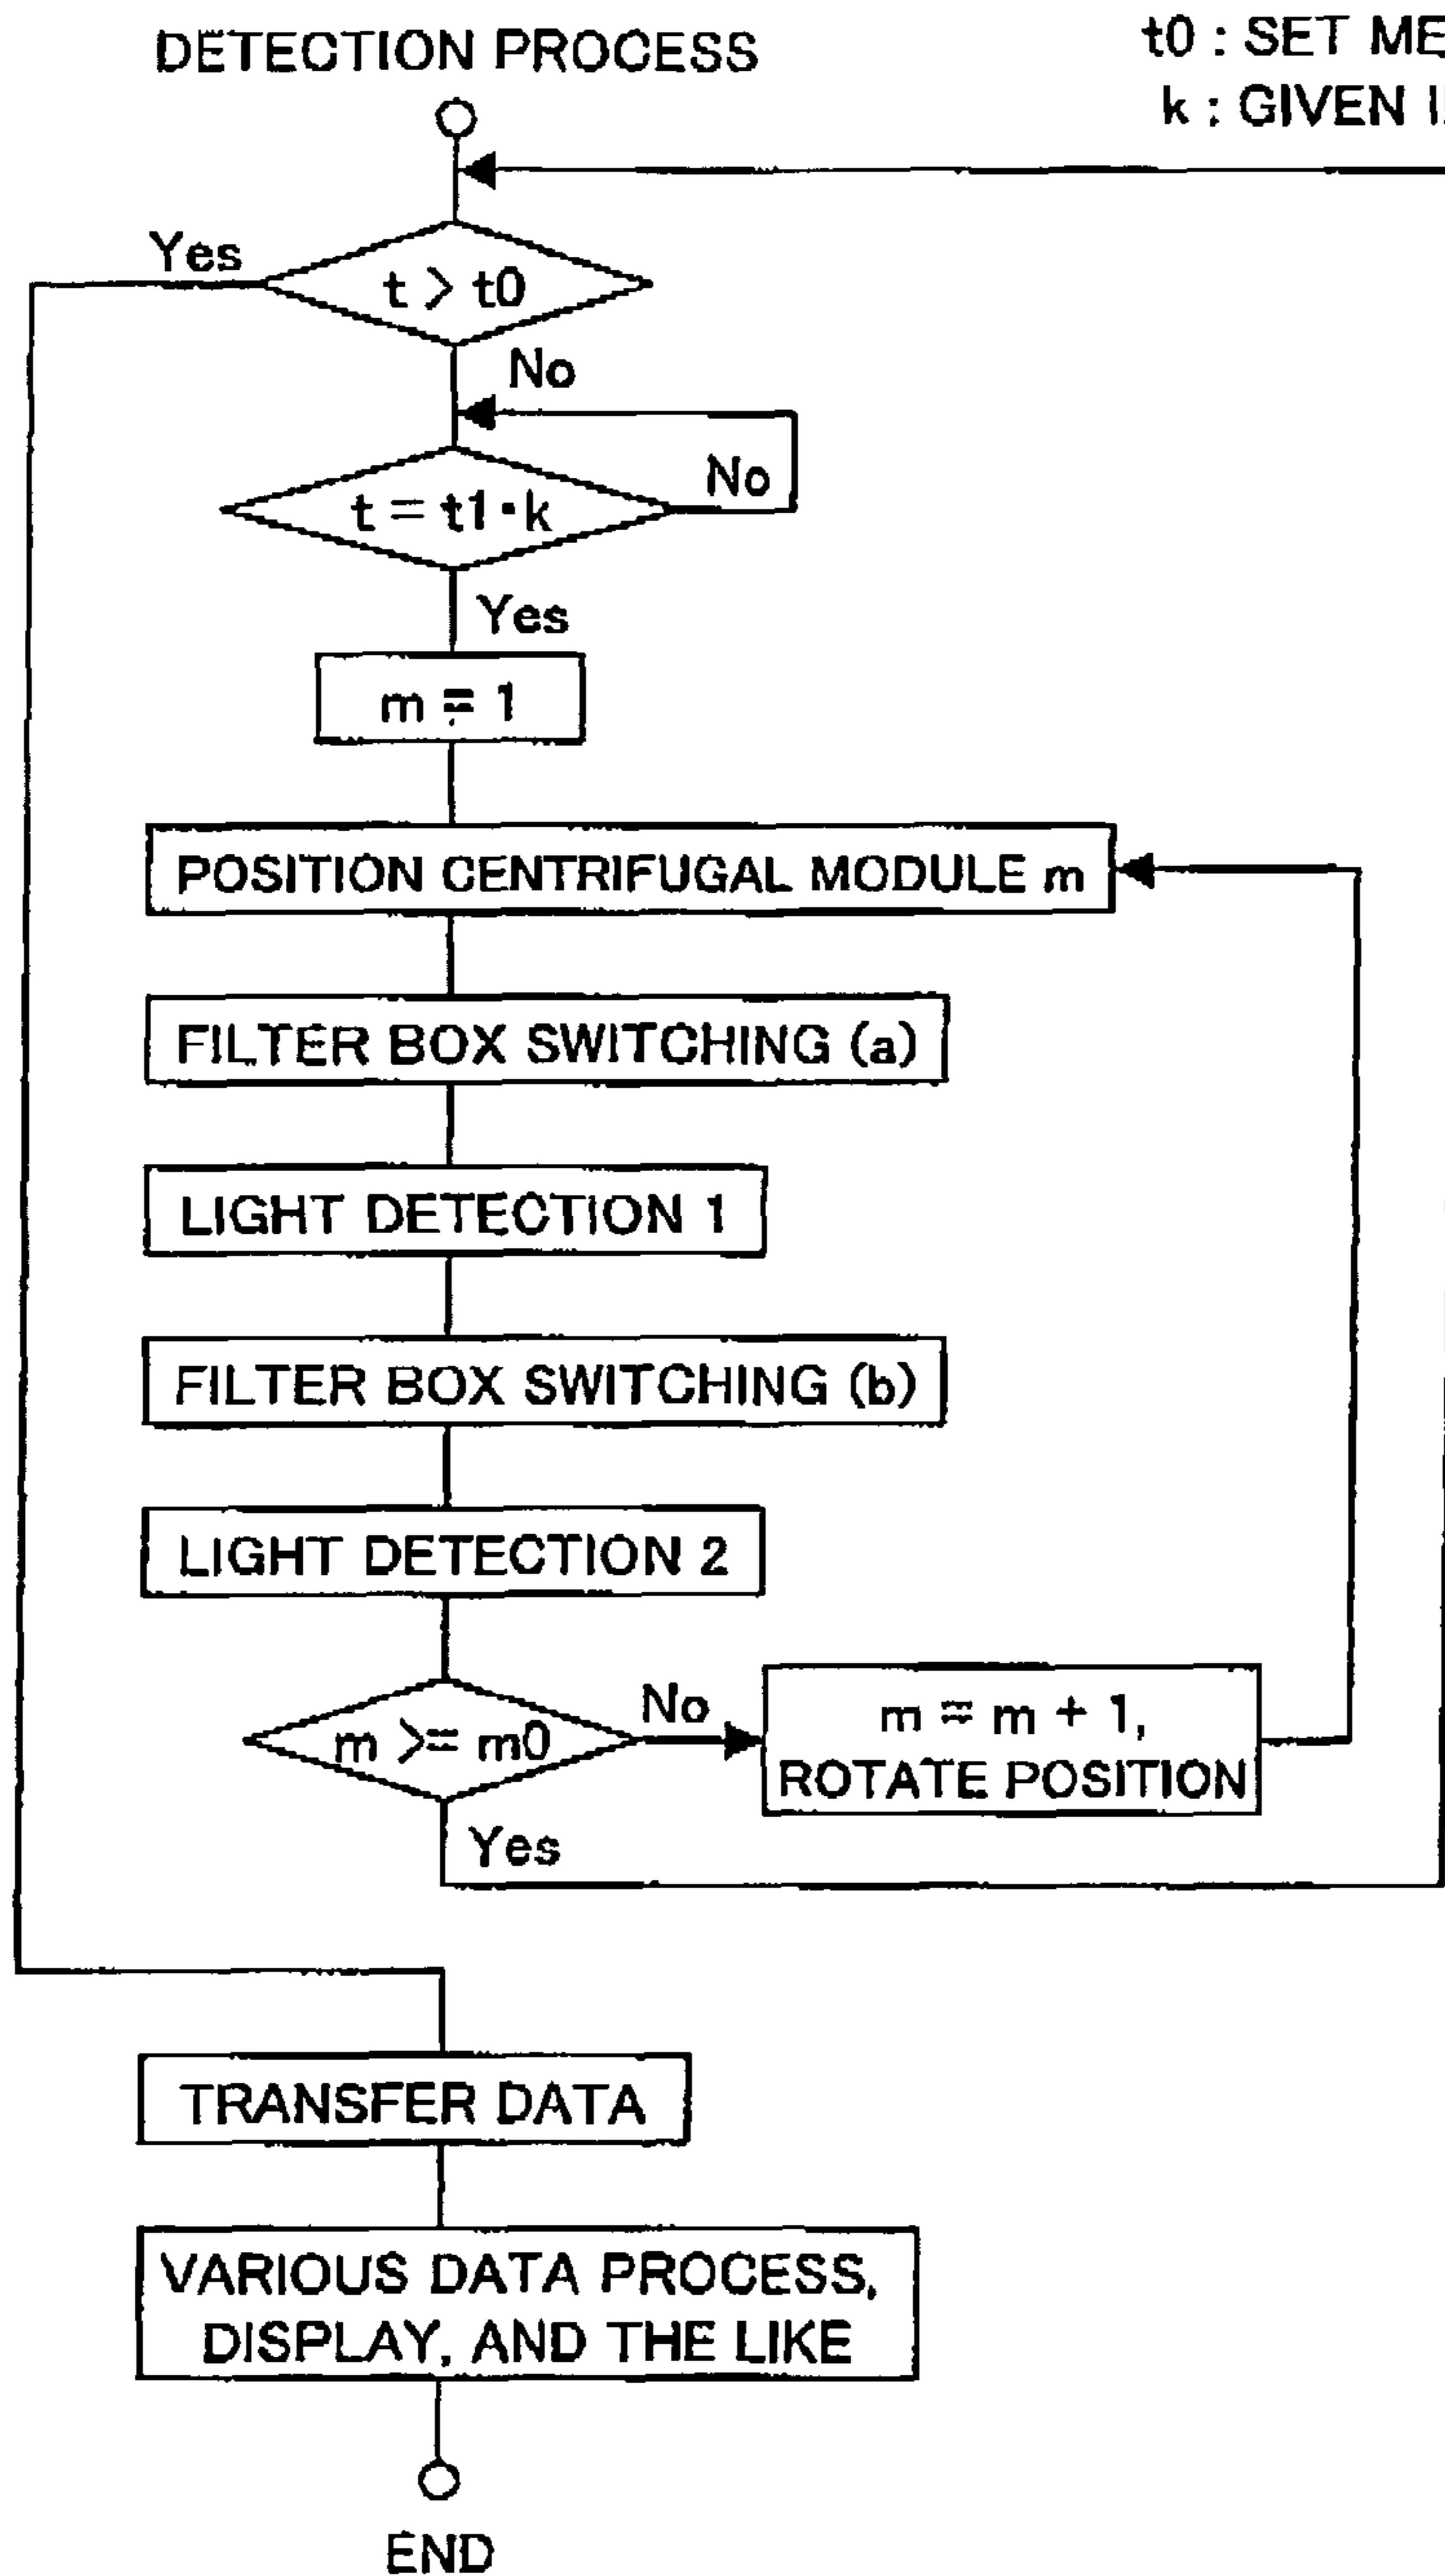 DETECTION PROCESS
t0 : SET
k : GIVEN
Yes
t > t0
No
No
t = t1·k
Yes
m = 1
POSITION CENTRIFUGAL MODULE m
FILTER BOX SWITCHING (a)
LIGHT DETECTION 1
FILTER BOX SWITCHING (b)
LIGHT DETECTION 2
m >= m0
No
m = m + 1,
ROTATE POSITION
Yes
TRANSFER DATA
VARIOUS DATA PROCESS,
DISPLAY, AND THE LIKE
END